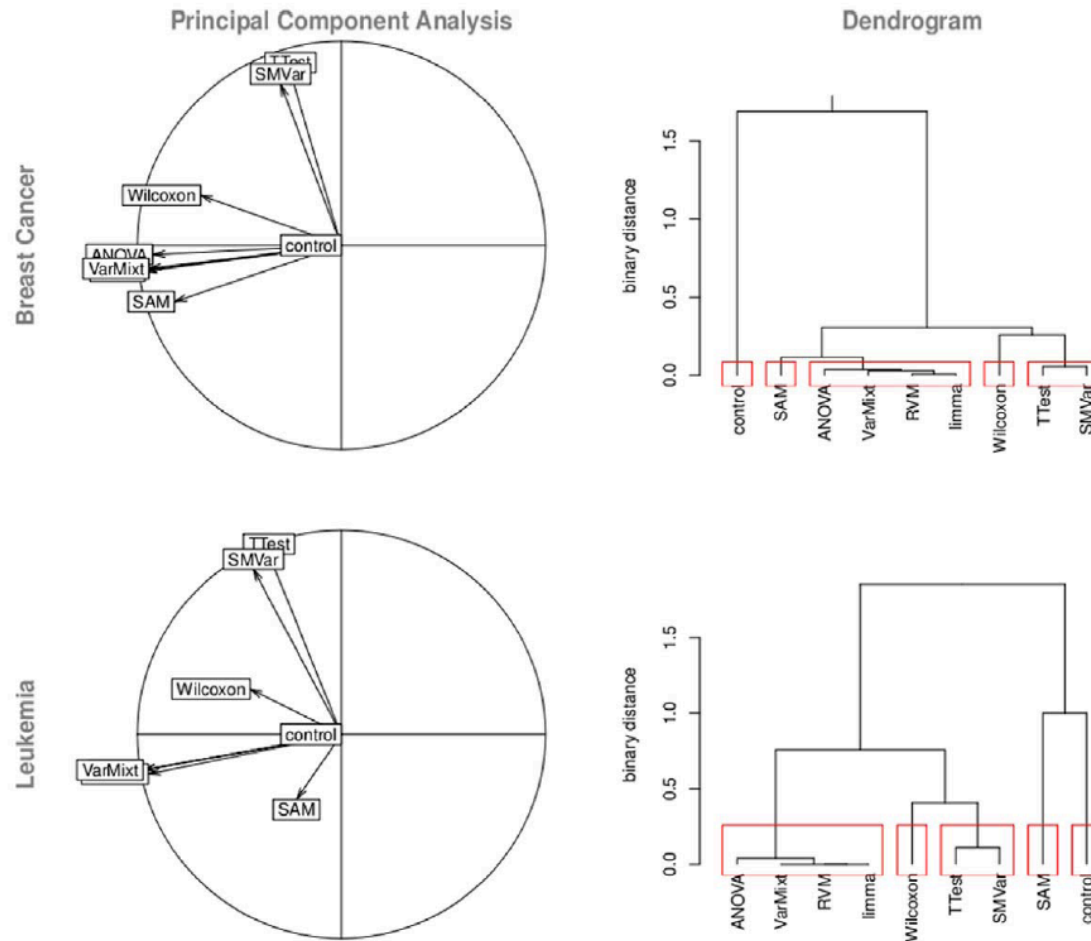 Principal Component Analysis
Dendrogram
Breast Cancer
TTest
SMVar
Wilcoxon
control
ANOVA
VarMixt
SAM
binary distance
1.5
1.0
0.5
0.0
control
SAM
ANOVA
VarMixt
RVM
limma
Wilcoxon
TTest
SMVar
Leukemia
TTest
SMVar
Wilcoxon
control
VarMixt
SAM
binary distance
1.5
1.0
0.5
0.0
ANOVA
VarMixt
RVM
limma
Wilcoxon
TTest
SMVar
SAM
control